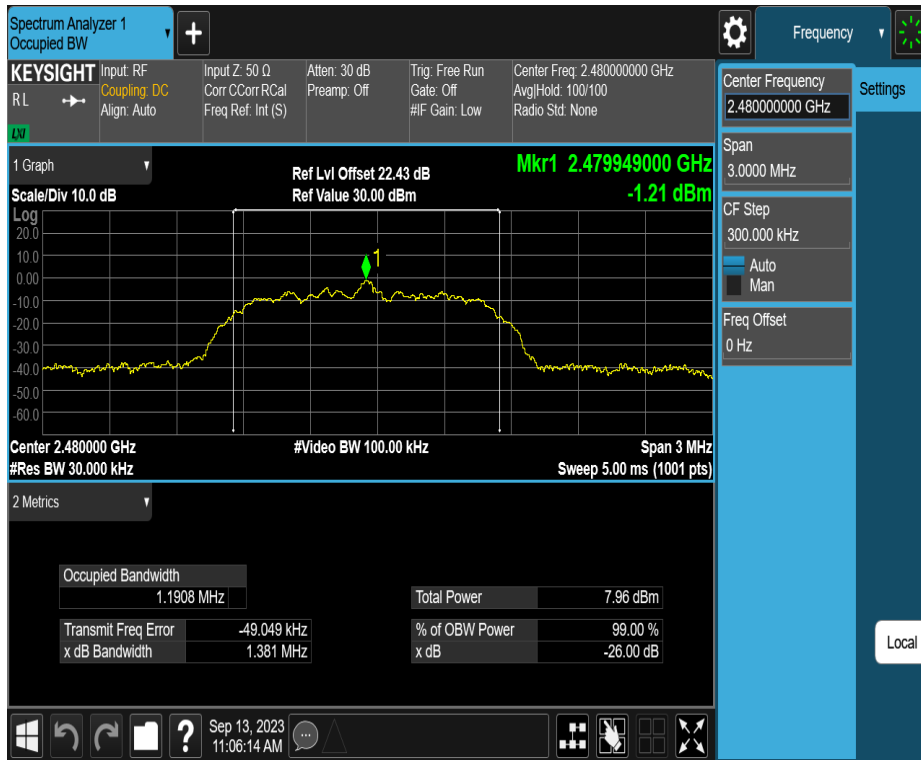 Spectrum Analyzer 1
Occupied BW
+
Frequency
KEYSIGHT
R L
LXI
Input: RF
Coupling: DC
Align: Auto
Input Z: 50 Ω
Corr CCorr RCal
Freq Ref: Int (S)
Atten: 30 dB
Preamp: Off
Trig: Free Run
Gate: Off
#IF Gain: Low
Center Freq: 2.480000000 GHz
Avg|Hold: 100/100
Radio Std: None
Center Frequency
2.480000000 GHz
Settings
Span
3.0000 MHz
CF Step
300.000 kHz
Auto
Man
Freq Offset
0 Hz
Local
1 Graph
Scale/Div 10.0 dB
Ref Lvl Offset 22.43 dB
Ref Value 30.00 dBm
Mkr1 2.479949000 GHz
-1.21 dBm
Log
20.0
10.0
0.00
-10.0
-20.0
-30.0
-40.0
-50.0
-60.0
1
Center 2.480000 GHz
#Video BW 100.00 kHz
Span 3 MHz
#Res BW 30.000 kHz
Sweep 5.00 ms (1001 pts)
2 Metrics
Occupied Bandwidth
1.1908 MHz
Total Power 7.96 dBm
Transmit Freq Error -49.049 kHz
% of OBW Power 99.00 %
x dB Bandwidth 1.381 MHz
x dB -26.00 dB
?
Sep 13, 2023
11:06:14 AM